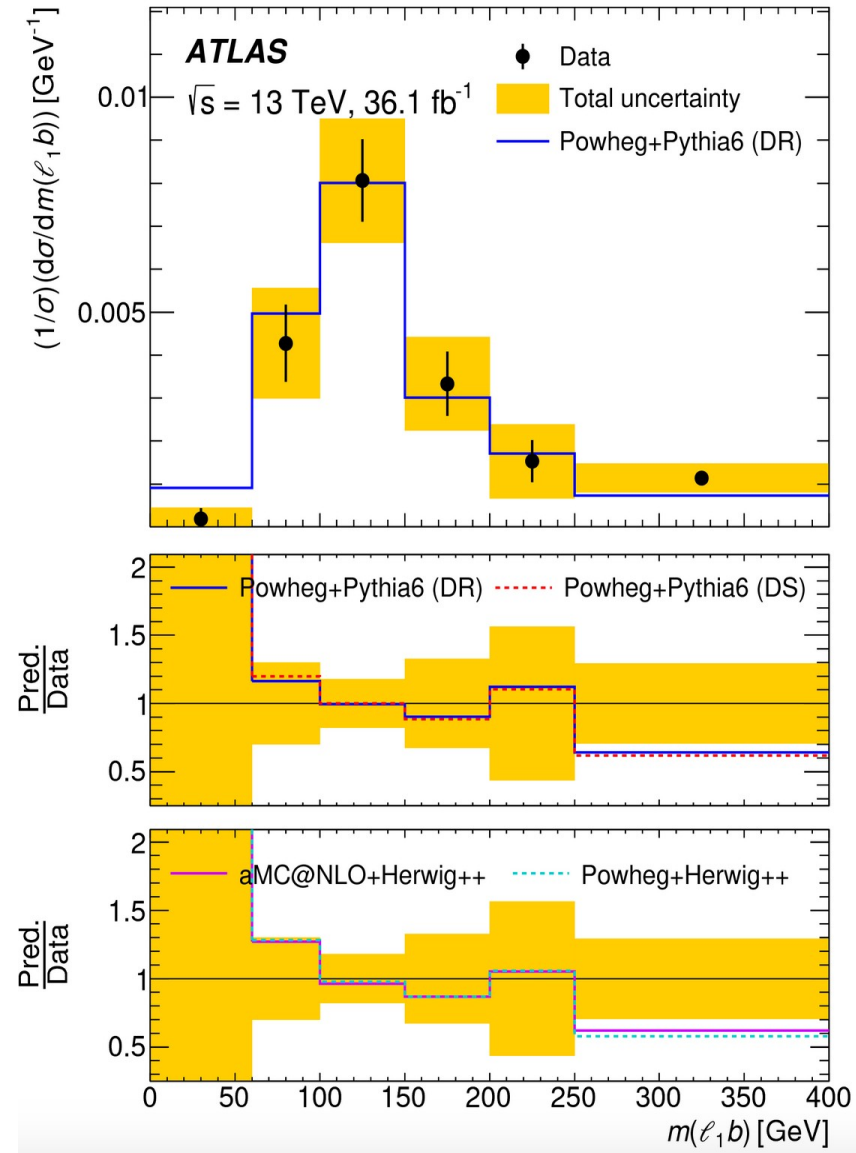 ATLAS
√s = 13 TeV, 36.1 fb⁻¹
Data
Total uncertainty
Powheg+Pythia6 (DR)
(1/σ)(dσ/dm(ℓ₁b)) [GeV⁻¹]
0.01
0.005
Pred.
Data
2
1.5
1
0.5
Powheg+Pythia6 (DR)
Powheg+Pythia6 (DS)
Pred.
Data
2
1.5
1
0.5
aMC@NLO+Herwig++
Powheg+Herwig++
0 50 100 150 200 250 300 350 400
m(ℓ₁b) [GeV]